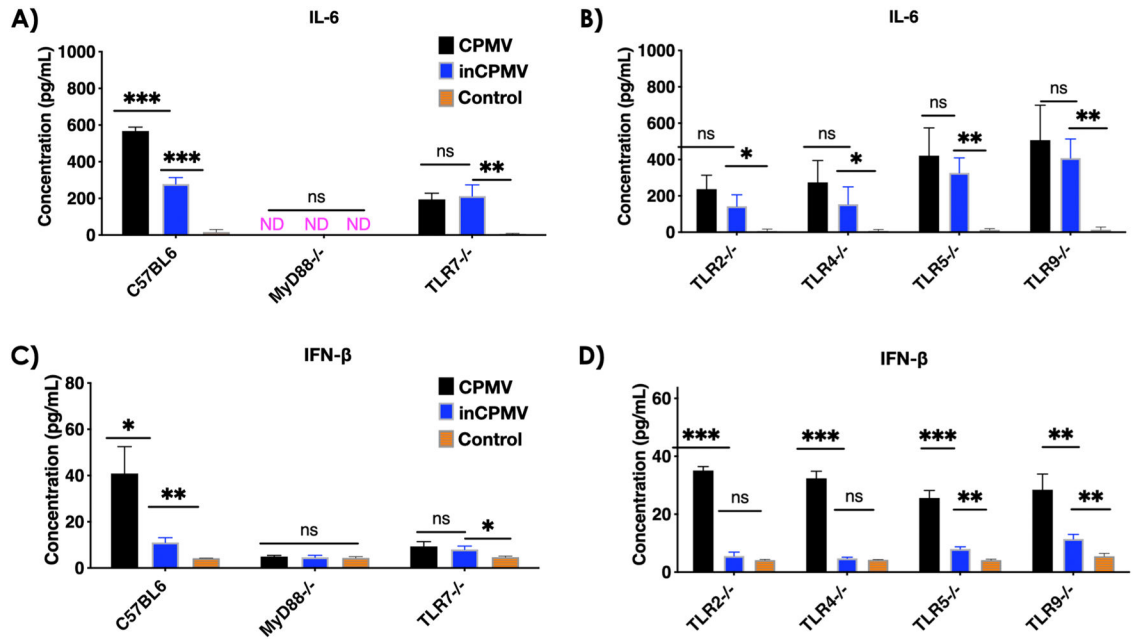 A)
IL-6
Concentration (pg/mL)
1000
800
600
400
200
0
CPMV
inCPMV
Control
***
***
ns
ND ND ND
ns
**
C57BL6
MyD88-/-
TLR7-/-
B)
IL-6
Concentration (pg/mL)
1000
800
600
400
200
0
ns
*
ns
*
ns
**
ns
**
TLR2-/-
TLR4-/-
TLR5-/-
TLR9-/-
C)
IFN-β
Concentration (pg/mL)
80
60
40
20
0
CPMV
inCPMV
Control
*
**
ns
ns
*
C57BL6
MyD88-/-
TLR7-/-
D)
IFN-β
Concentration (pg/mL)
60
40
20
0
***
ns
***
ns
***
**
**
**
TLR2-/-
TLR4-/-
TLR5-/-
TLR9-/-